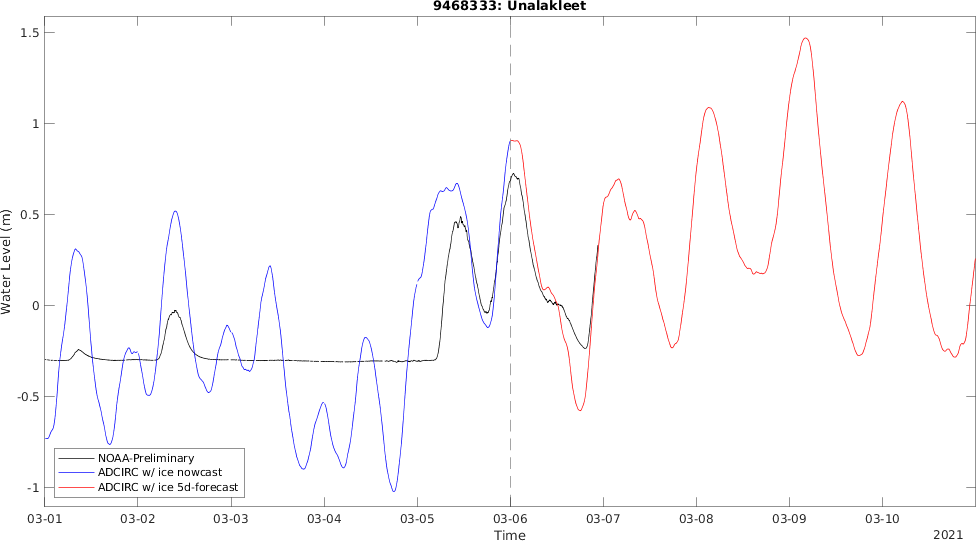 9468333: Unalakleet
1.5
1
0.5
0
-0.5
-1
Water Level (m)
NOAA-Preliminary
ADCIRC w/ ice nowcast
ADCIRC w/ ice 5d-forecast
03-01 03-02 03-03 03-04 03-05 03-06 03-07 03-08 03-09 03-10
Time
2021